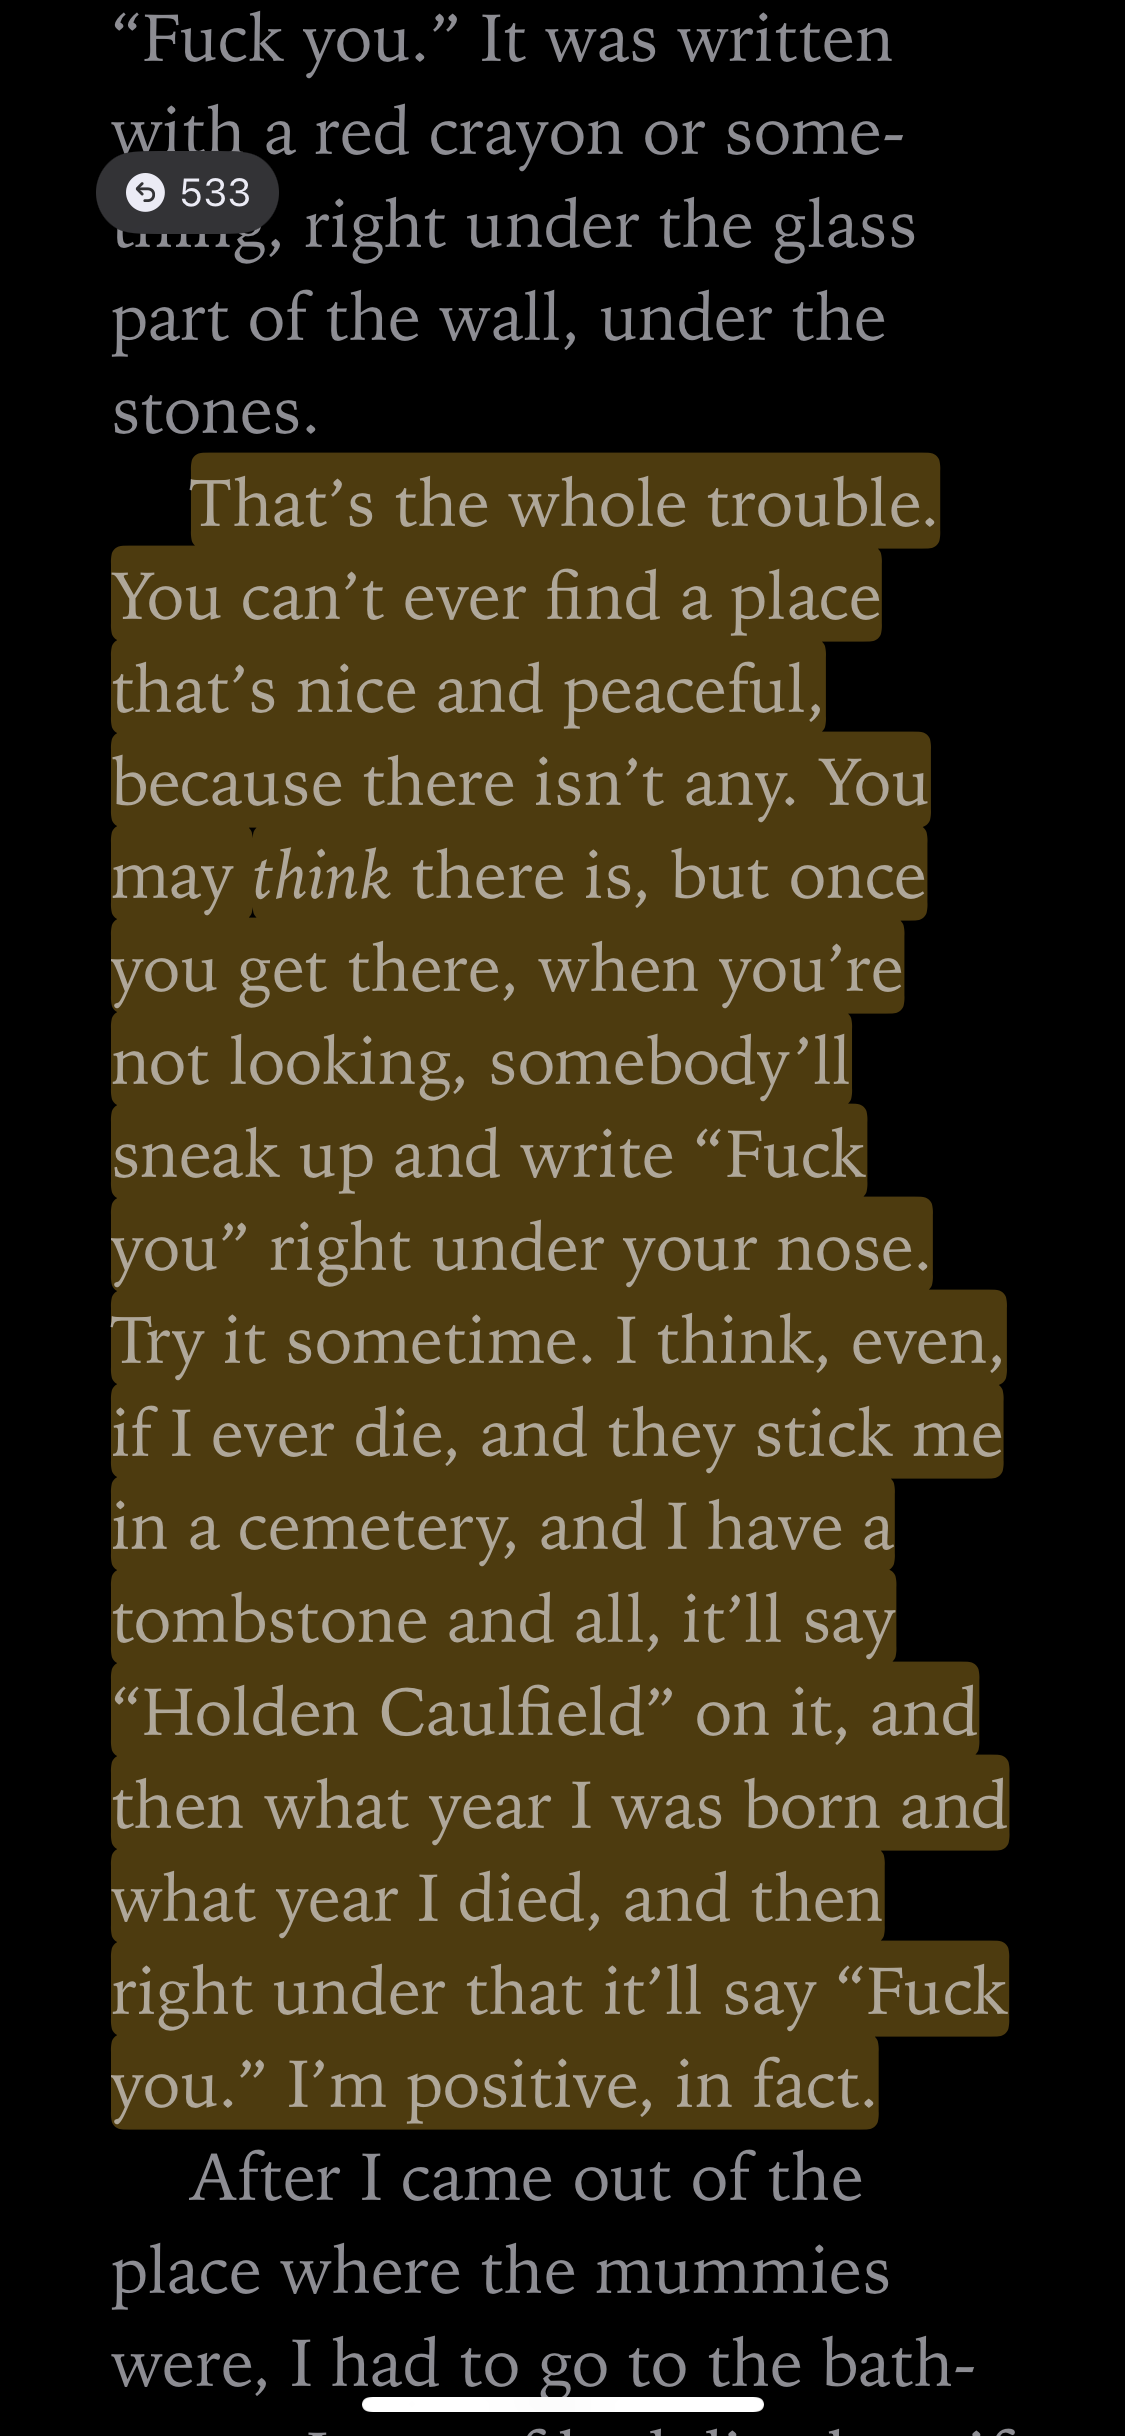 “Fuck you.” It was written
with a red crayon or some-
533
thing, right under the glass
part of the wall, under the
stones.
That’s the whole trouble.
You can’t ever find a place
that’s nice and peaceful,
because there isn’t any. You
may think there is, but once
you get there, when you’re
not looking, somebody’ll
sneak up and write “Fuck
you” right under your nose.
Try it sometime. I think, even,
if I ever die, and they stick me
in a cemetery, and I have a
tombstone and all, it’ll say
“Holden Caulfield” on it, and
then what year I was born and
what year I died, and then
right under that it’ll say “Fuck
you.” I’m positive, in fact.
After I came out of the
place where the mummies
were, I had to go to the bath-